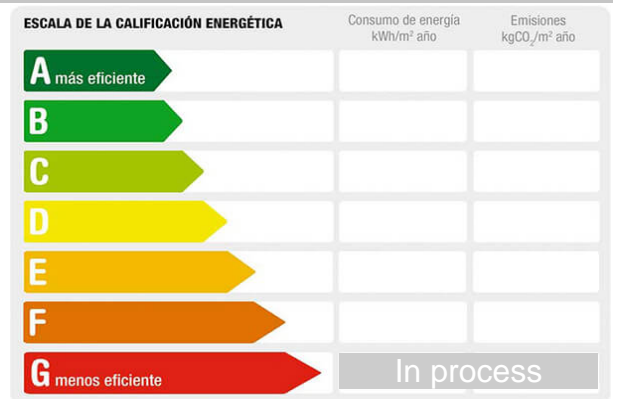 ESCALA DE LA CALIFICACIÓN ENERGÉTICA
Consumo de energía
kWh/m² año
Emisiones
kgCO₂/m² año
A más eficiente
B
C
D
E
F
G menos eficiente
In process